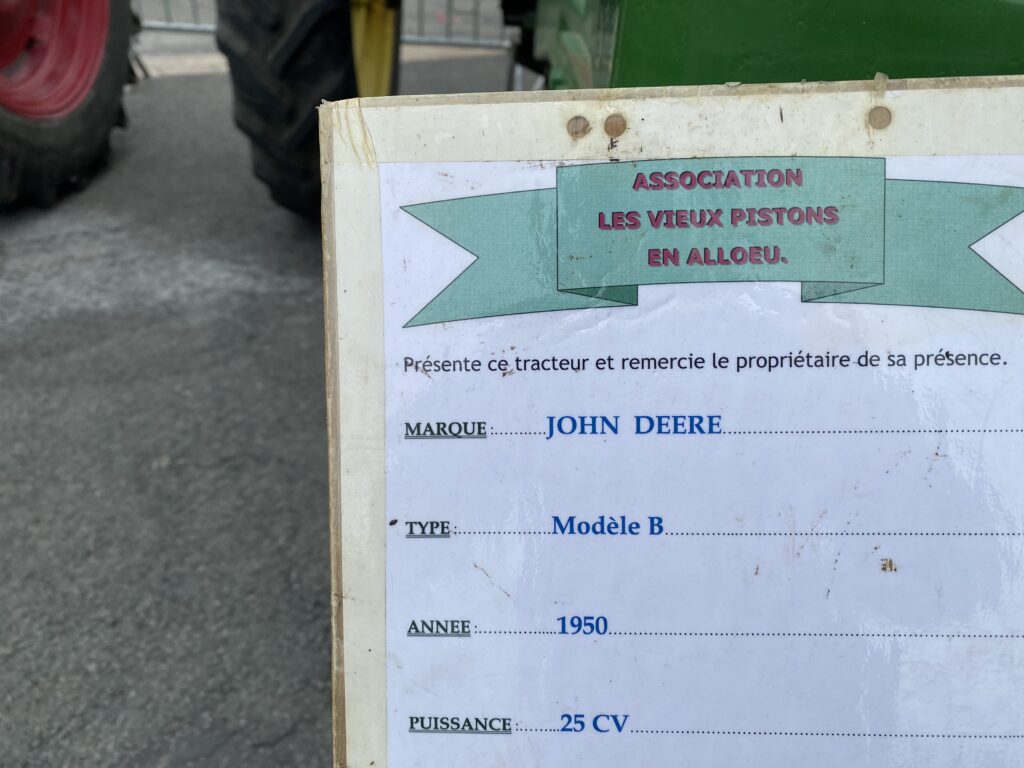 ASSOCIATION
LES VIEUX PISTONS
EN ALLOEU.
Présente ce tracteur et remercie le propriétaire de sa présence.
MARQUE :..........JOHN DEERE..........
TYPE :..........Modèle B..........
ANNEE :..........1950..........
PUISSANCE :..........25 CV..........